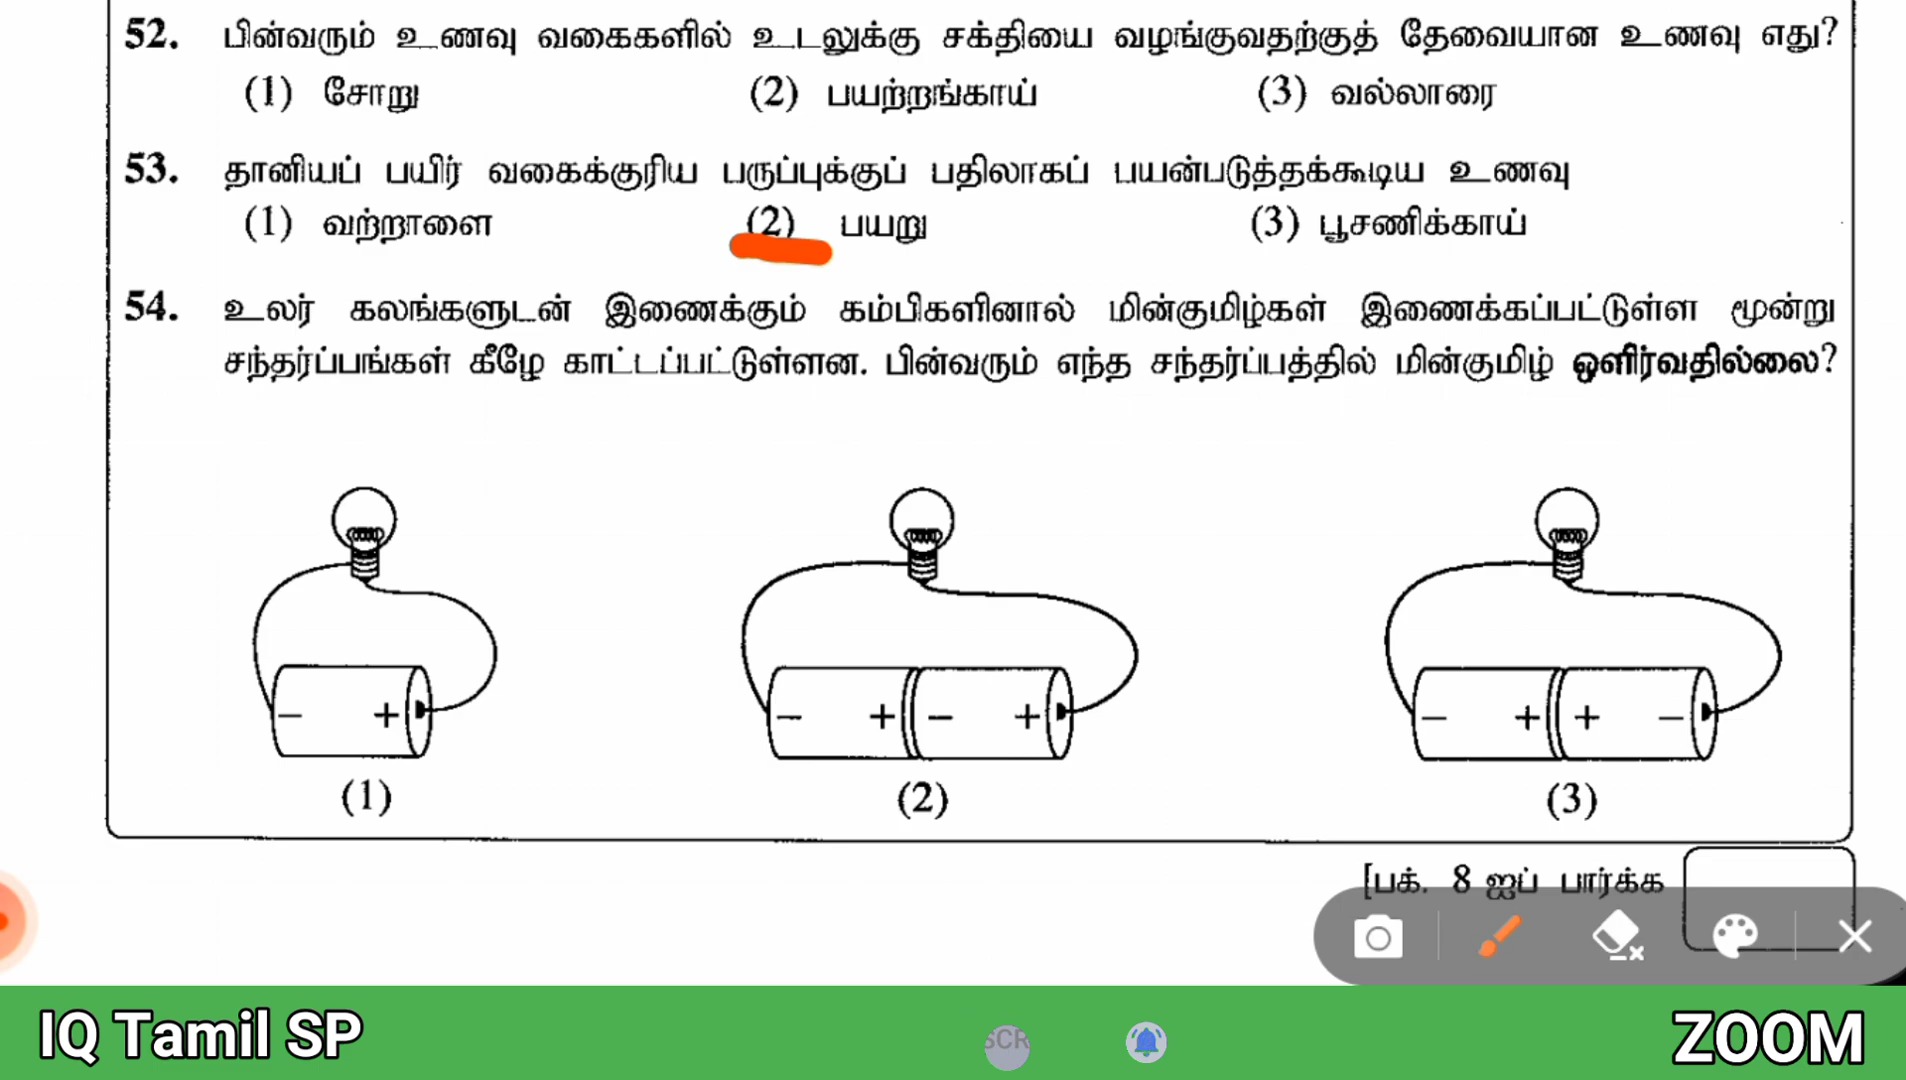 52. பின்வரும் உணவு வகைகளில் உடலுக்கு சக்தியை வழங்குவதற்குத் தேவையான உணவு எது?
(1) சோறு (2) பயற்றங்காய் (3) வல்லாரை
53. தானியப் பயிர் வகைக்குரிய பருப்புக்குப் பதிலாகப் பயன்படுத்தக்கூடிய உணவு
(1) வற்றாளை (2) பயறு (3) பூசணிக்காய்
54. உலர் கலங்களுடன் இணைக்கும் கம்பிகளினால் மின்குமிழ்கள் இணைக்கப்பட்டுள்ள மூன்று
சந்தர்ப்பங்கள் கீழே காட்டப்பட்டுள்ளன. பின்வரும் எந்த சந்தர்ப்பத்தில் மின்குமிழ் ஒளிர்வதில்லை?
– + – + – + – + + –
(1) (2) (3)
[பக். 8 ஐப் பார்க்க
IQ Tamil SP SCR ZOOM